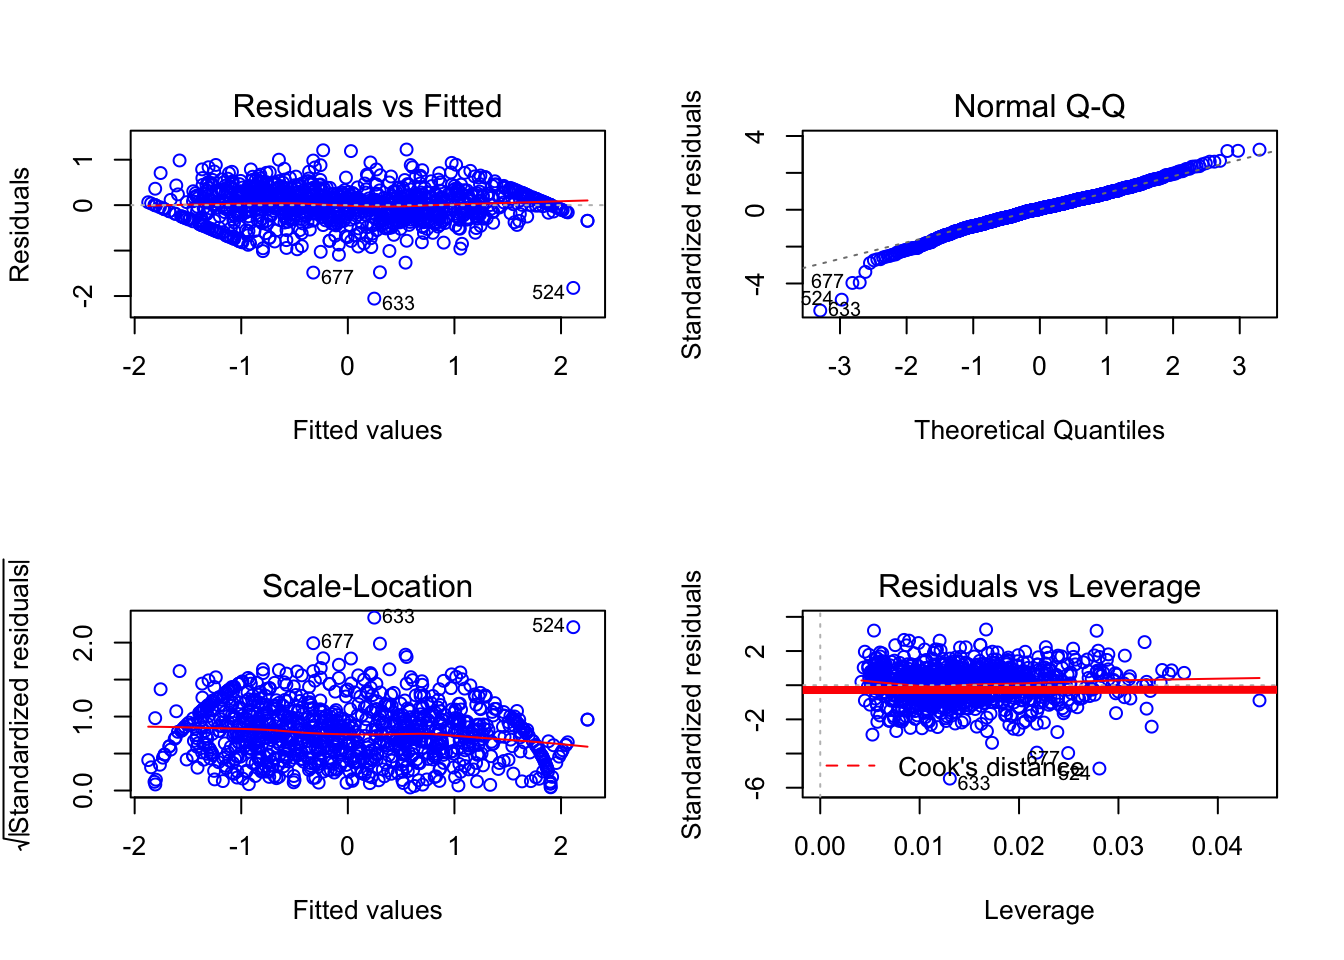 Residuals vs Fitted
Residuals
1
0
-2
677
633
524
-2 -1 0 1 2
Fitted values
Normal Q-Q
Standardized residuals
4
0
-4
677
524
633
-3 -2 -1 0 1 2 3
Theoretical Quantiles
Scale-Location
√|Standardized residuals|
2.0
1.0
0.0
633
677
524
-2 -1 0 1 2
Fitted values
Residuals vs Leverage
Standardized residuals
2
-2
-6
677
524
633
Cook's distance
0.00 0.01 0.02 0.03 0.04
Leverage